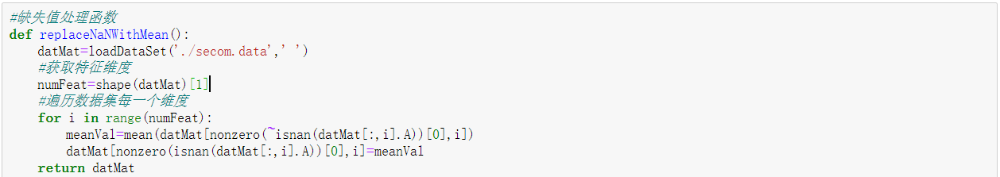 #缺失值处理函数
def replaceNaNWithMean():
    datMat=loadDataSet('./secom.data',' ')
    #获取特征维度
    numFeat=shape(datMat)[1]
    #遍历数据集每一个维度
    for i in range(numFeat):
        meanVal=mean(datMat[nonzero(~isnan(datMat[:,i].A))[0],i])
        datMat[nonzero(isnan(datMat[:,i].A))[0],i]=meanVal
    return datMat